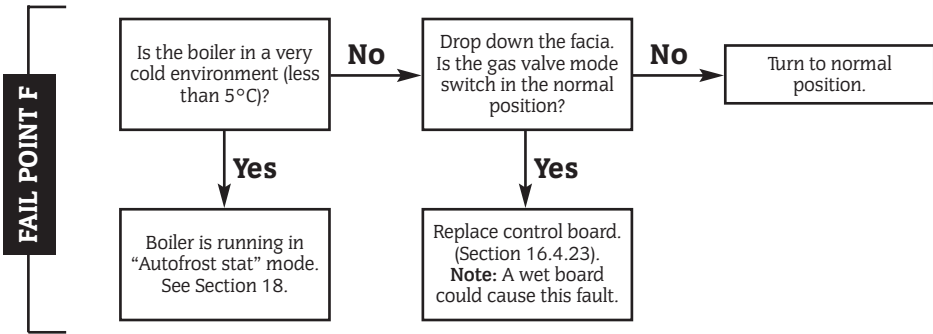 FAIL POINT F
Is the boiler in a very
cold environment (less
than 5°C)?
No
Drop down the facia.
Is the gas valve mode
switch in the normal
position?
No
Turn to normal
position.
Yes
Yes
Boiler is running in
“Autofrost stat” mode.
See Section 18.
Replace control board.
(Section 16.4.23).
Note: A wet board
could cause this fault.